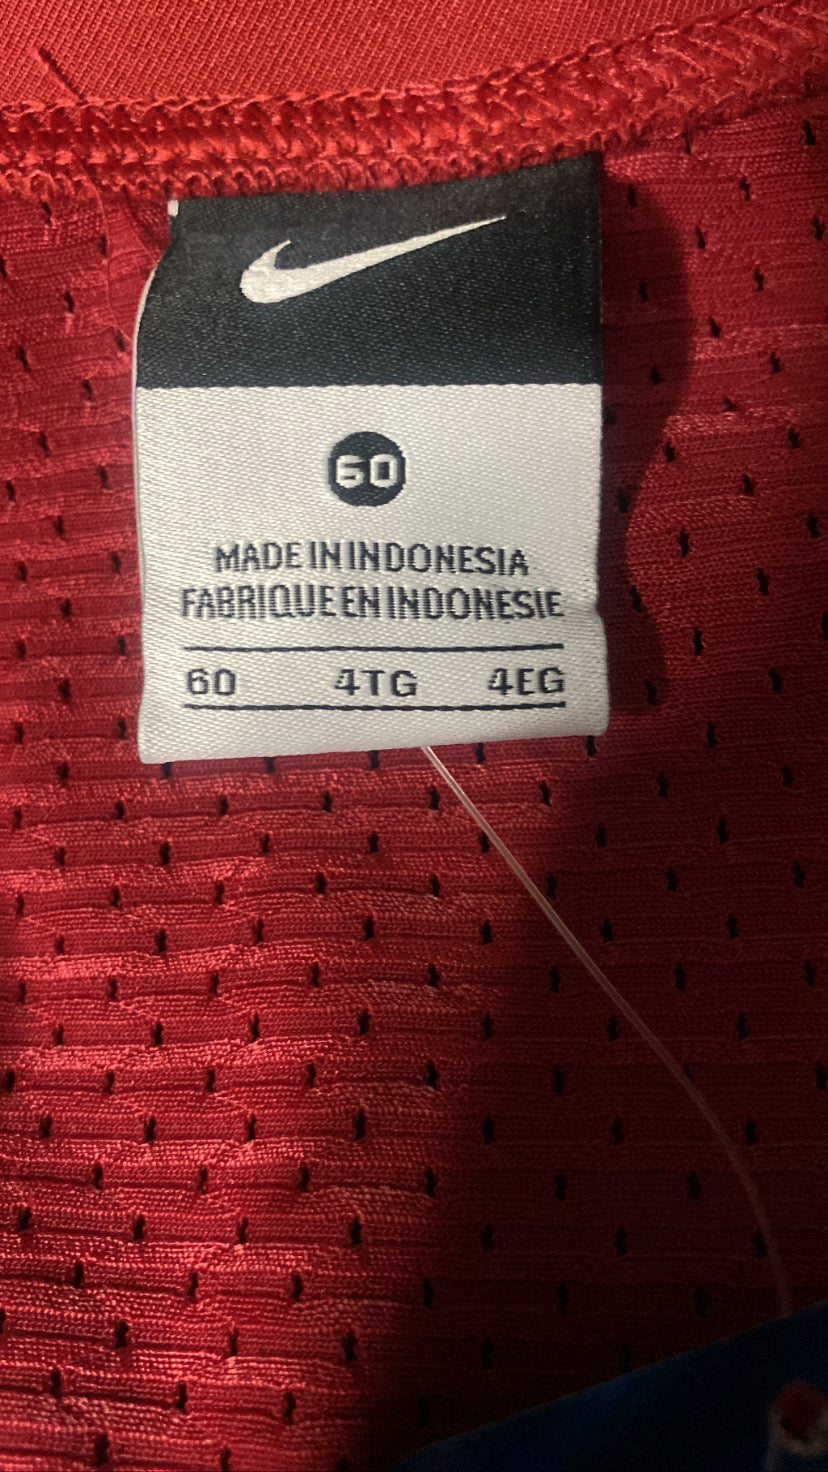 60
MADE IN INDONESIA
FABRIQUE EN INDONESIE
60 4TG 4EG